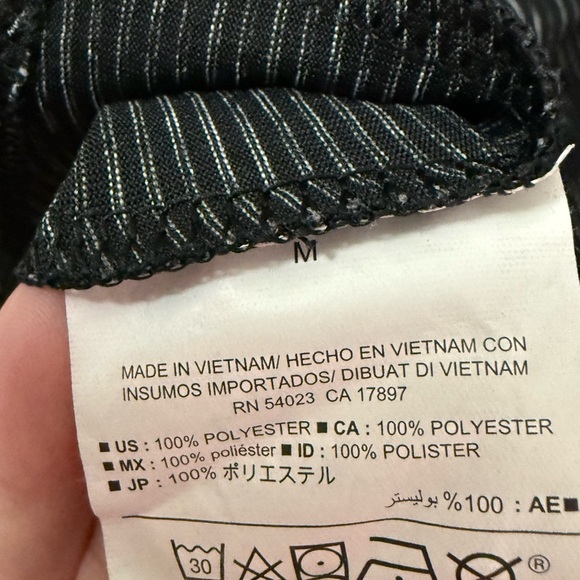 M
MADE IN VIETNAM/ HECHO EN VIETNAM CON
INSUMOS IMPORTADOS/ DIBUAT DI VIETNAM
RN 54023 CA 17897
■ US : 100% POLYESTER ■ CA : 100% POLYESTER
■ MX : 100% poliéster ■ ID : 100% POLISTER
■ JP : 100% ポリエステル
■ AE : 100% بوليستر
30 ®